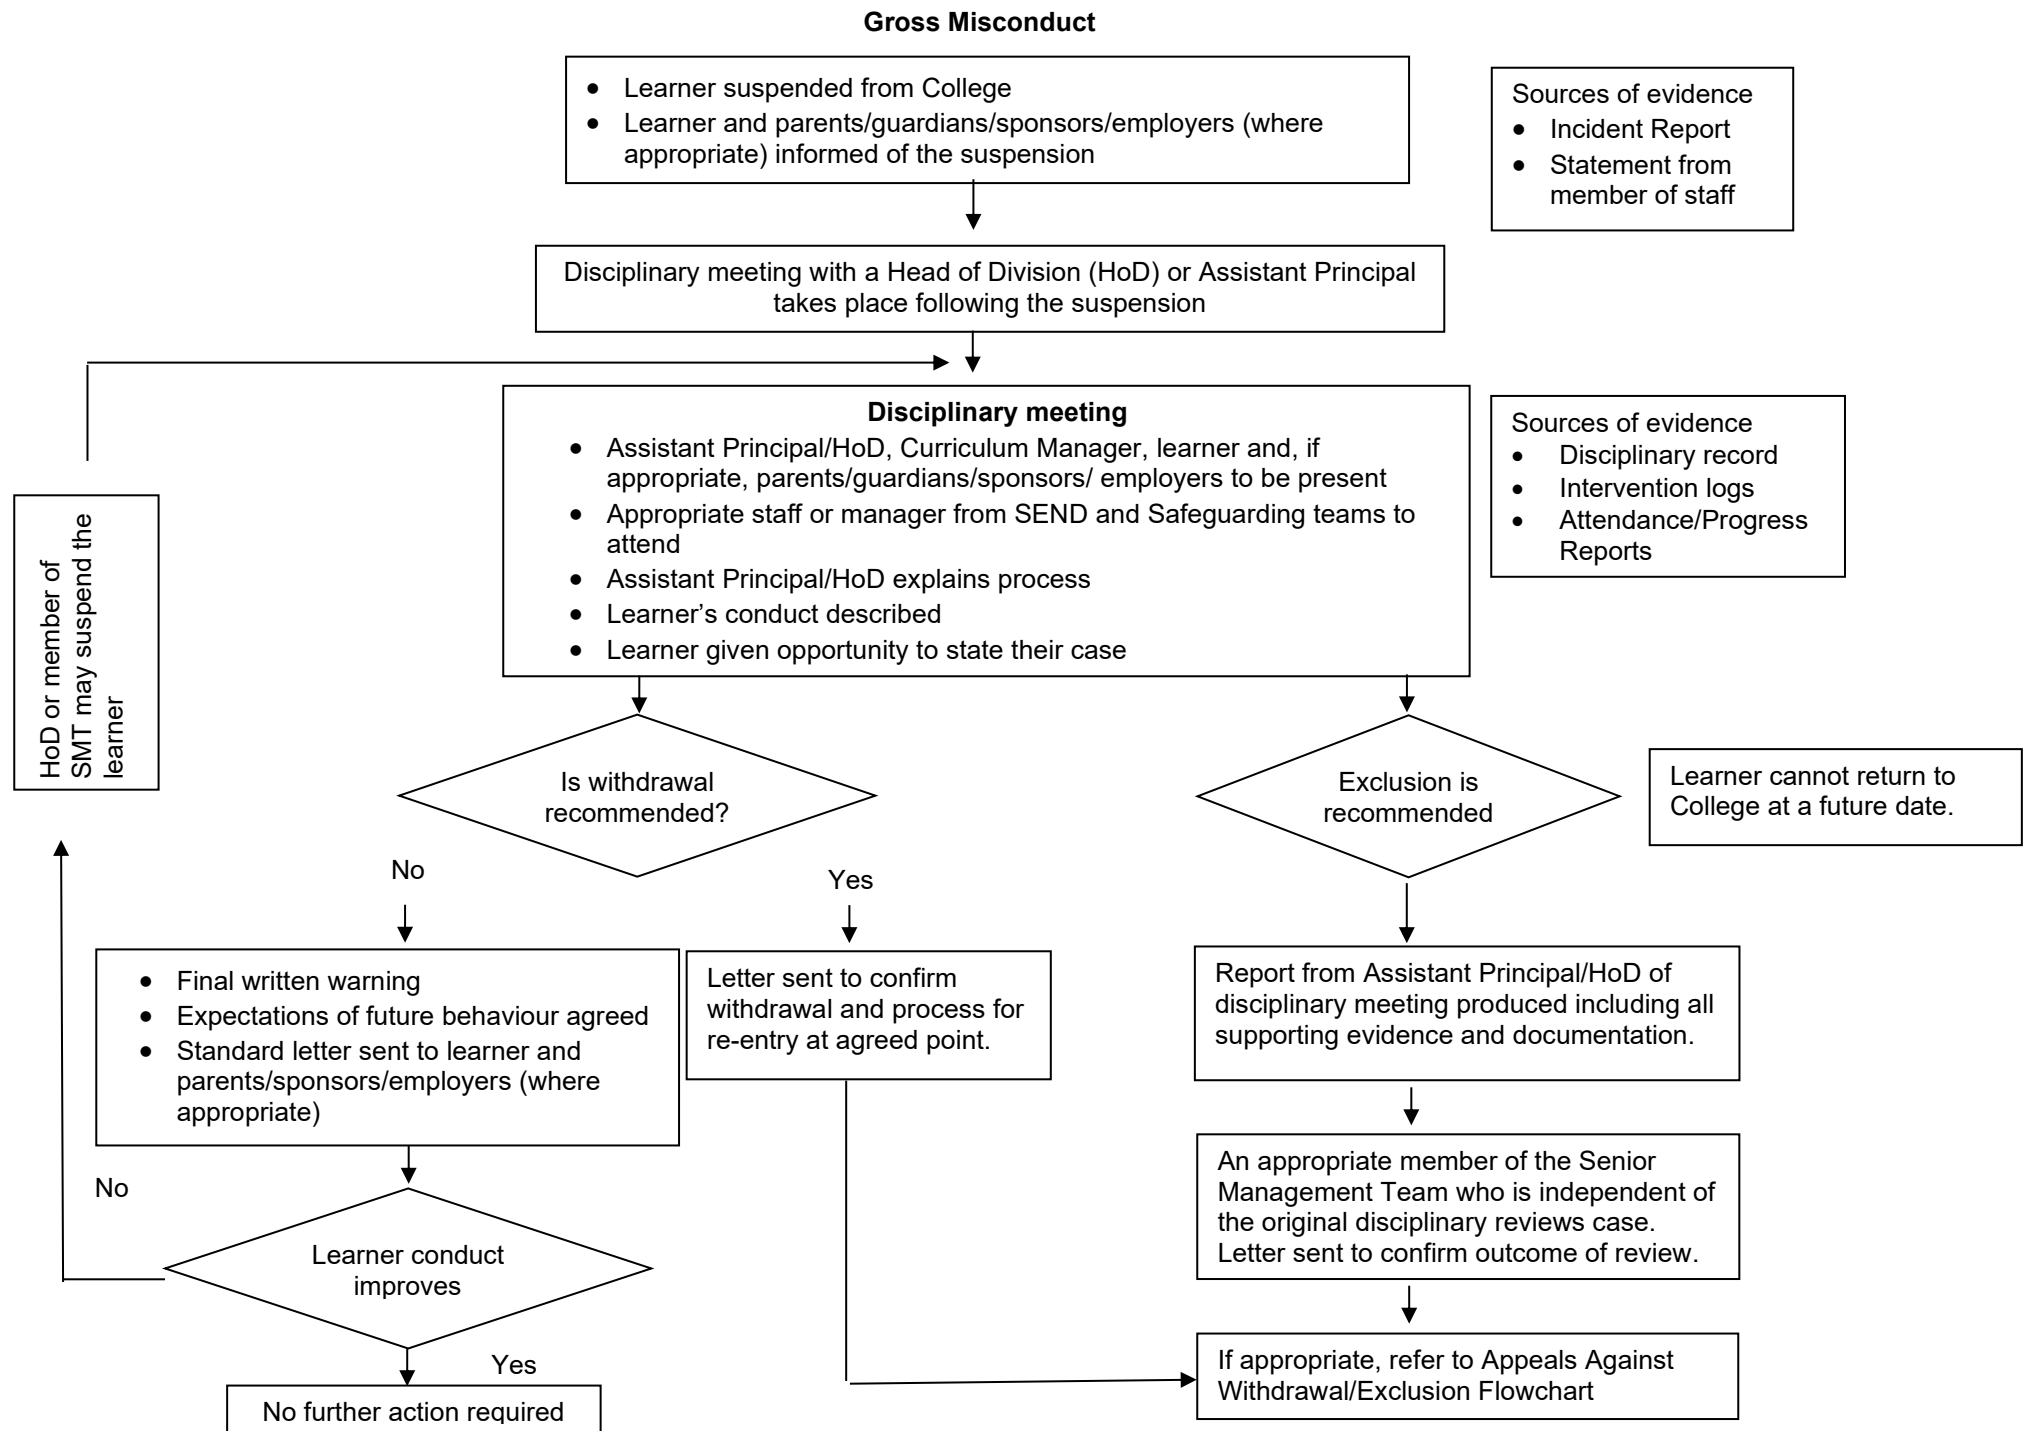 Gross Misconduct
• Learner suspended from College
• Learner and parents/guardians/sponsors/employers (where
appropriate) informed of the suspension
Sources of evidence
• Incident Report
• Statement from
member of staff
Disciplinary meeting with a Head of Division (HoD) or Assistant Principal
takes place following the suspension
Disciplinary meeting
• Assistant Principal/HoD, Curriculum Manager, learner and, if
appropriate, parents/guardians/sponsors/ employers to be present
• Appropriate staff or manager from SEND and Safeguarding teams to
attend
• Assistant Principal/HoD explains process
• Learner’s conduct described
• Learner given opportunity to state their case
Sources of evidence
• Disciplinary record
• Intervention logs
• Attendance/Progress
Reports
HoD or member of
SMT may suspend the
learner
Is withdrawal
recommended?
Exclusion is
recommended
Learner cannot return to
College at a future date.
No
Yes
• Final written warning
• Expectations of future behaviour agreed
• Standard letter sent to learner and
parents/sponsors/employers (where
appropriate)
Letter sent to confirm
withdrawal and process for
re-entry at agreed point.
Report from Assistant Principal/HoD of
disciplinary meeting produced including all
supporting evidence and documentation.
An appropriate member of the Senior
Management Team who is independent of
the original disciplinary reviews case.
Letter sent to confirm outcome of review.
No
Learner conduct
improves
Yes
If appropriate, refer to Appeals Against
Withdrawal/Exclusion Flowchart
No further action required